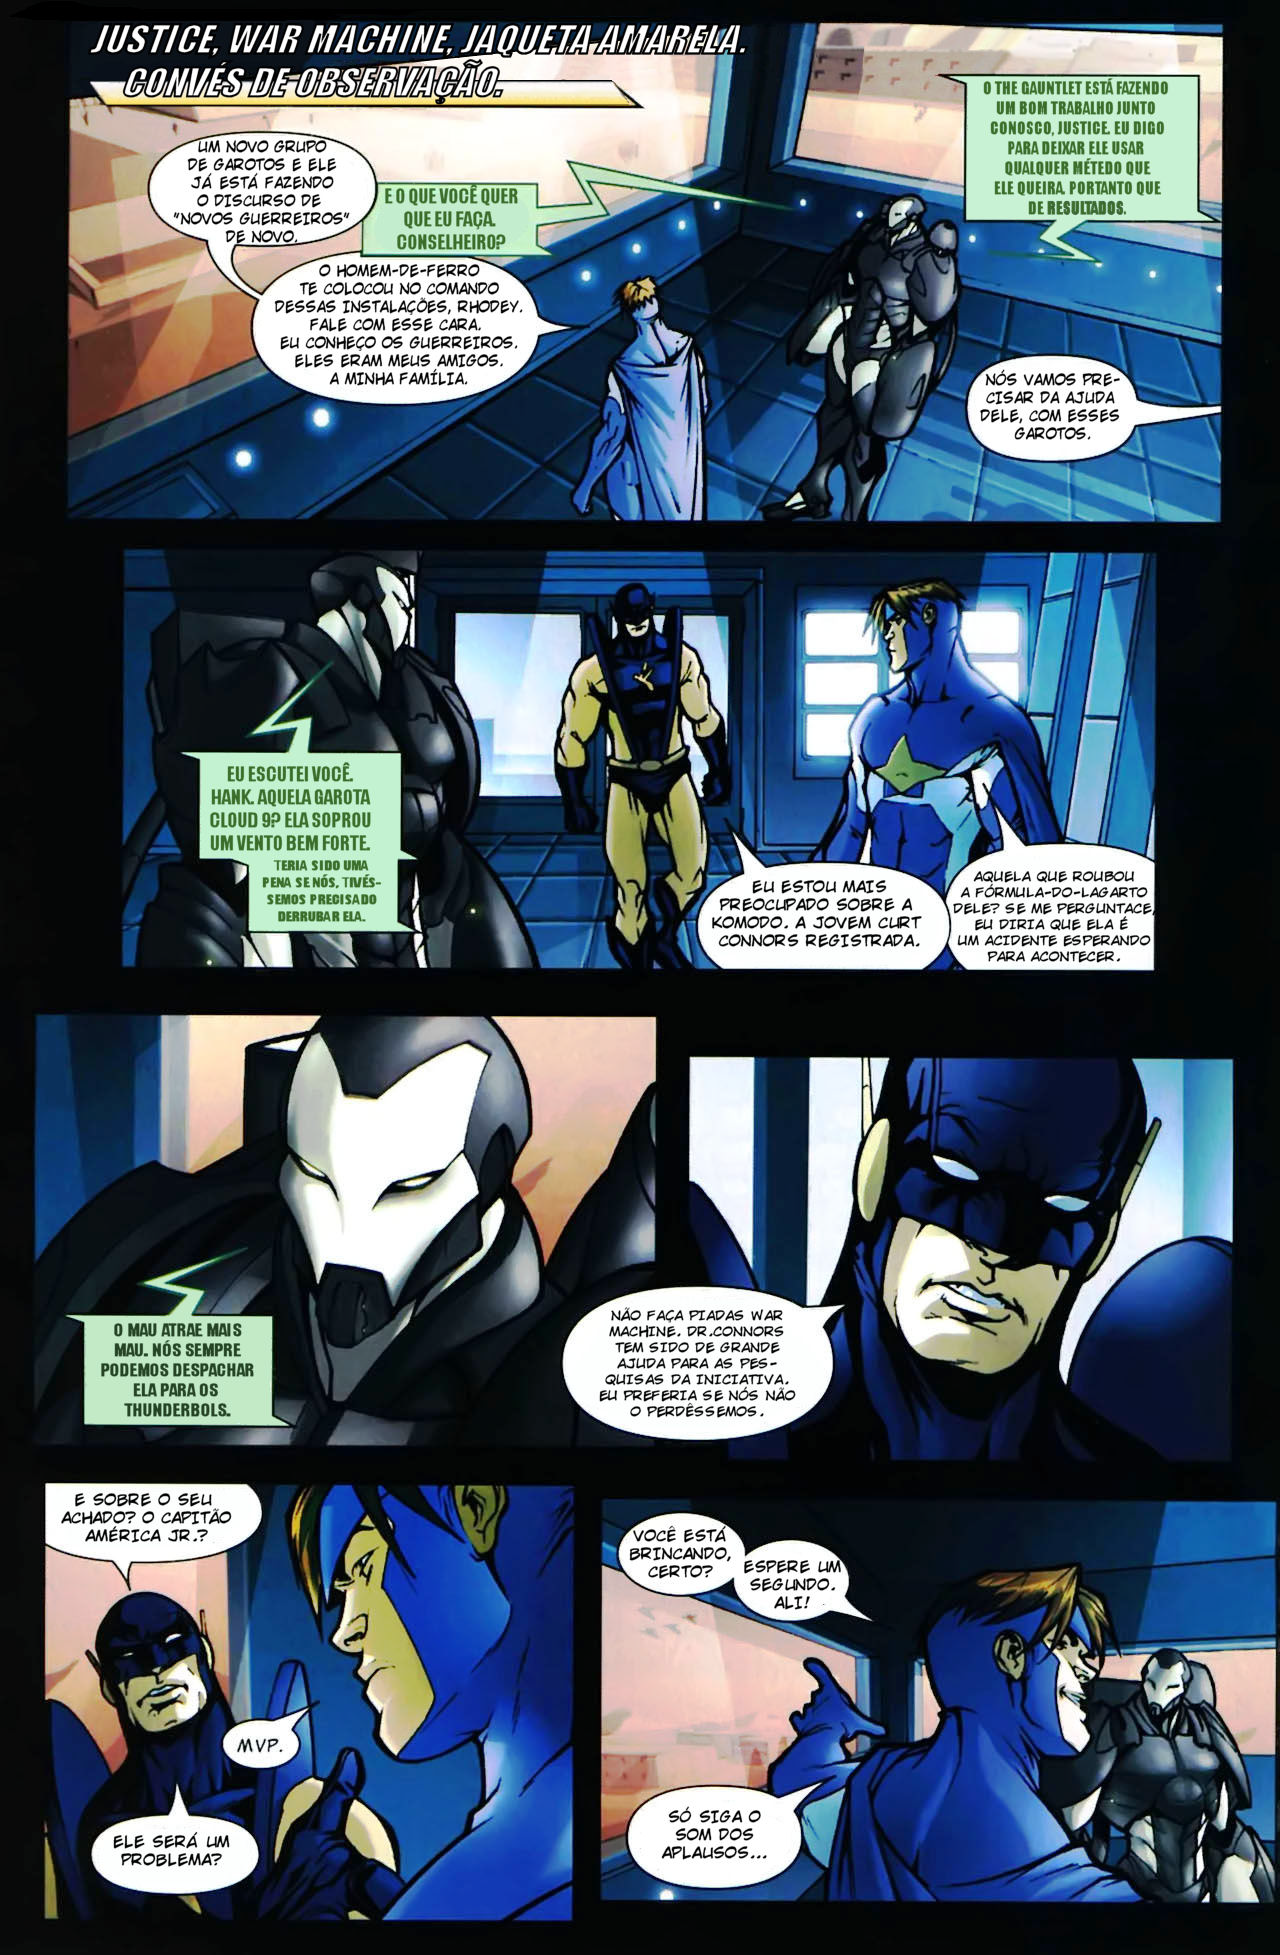 JUSTICE, WAR MACHINE, JAQUETA AMARELA.
CONVÉS DE OBSERVAÇÃO.
UM NOVO GRUPO
DE GAROTOS E ELE
JÁ ESTÁ FAZENDO
O DISCURSO DE
"NOVOS GUERREIROS"
DE NOVO.
O HOMEM-DE-FERRO
TE COLOCOU NO COMANDO
DESSAS INSTALAÇÕES, RHODEY.
FALE COM ESSE CARA.
EU CONHEÇO OS GUERREIROS.
ELES ERAM MEUS AMIGOS.
A MINHA FAMÍLIA.
E O QUE VOCÊ QUER
QUE EU FAÇA.
CONSELHEIRO?
O THE GAUNTLET ESTÁ FAZENDO
UM BOM TRABALHO JUNTO
CONOSCO, JUSTICE. EU DIGO
PARA DEIXAR ELE USAR
QUALQUER MÉTEDO QUE
ELE QUEIRA. PORTANTO QUE
DE RESULTADOS.
NÓS VAMOS PRE-
CISAR DA AJUDA
DELE, COM ESSES
GAROTOS.
EU ESCUTEI VOCÊ.
HANK. AQUELA GAROTA
CLOUD 9? ELA SOPROU
UM VENTO BEM FORTE.
TERIA SIDO UMA
PENA SE NÓS, TIVÉS-
SEMOS PRECISADO
DERRUBAR ELA.
EU ESTOU MAIS
PREOCUPADO SOBRE A
KOMODO. A JOVEM CURT
CONNORS REGISTRADA.
AQUELA QUE ROUBOU
A FÓRMULA-DO-LAGARTO
DELE? SE ME PERGUNTACE,
EU DIRIA QUE ELA É
UM ACIDENTE ESPERANDO
PARA ACONTECER.
O MAU ATRAE MAIS
MAU. NÓS SEMPRE
PODEMOS DESPACHAR
ELA PARA OS
THUNDERBOLS.
NÃO FAÇA PIADAS WAR
MACHINE. DR.CONNORS
TEM SIDO DE GRANDE
AJUDA PARA AS PES-
QUISAS DA INICIATIVA.
EU PREFERIA SE NÓS NÃO
O PERDÊSSEMOS.
E SOBRE O SEU
ACHADO? O CAPITÃO
AMÉRICA JR.?
MVP.
ELE SERÁ UM
PROBLEMA?
VOCÊ ESTÁ
BRINCANDO,
CERTO?
ESPERE UM
SEGUNDO.
ALI!
SÓ SIGA O
SOM DOS
APLAUSOS...